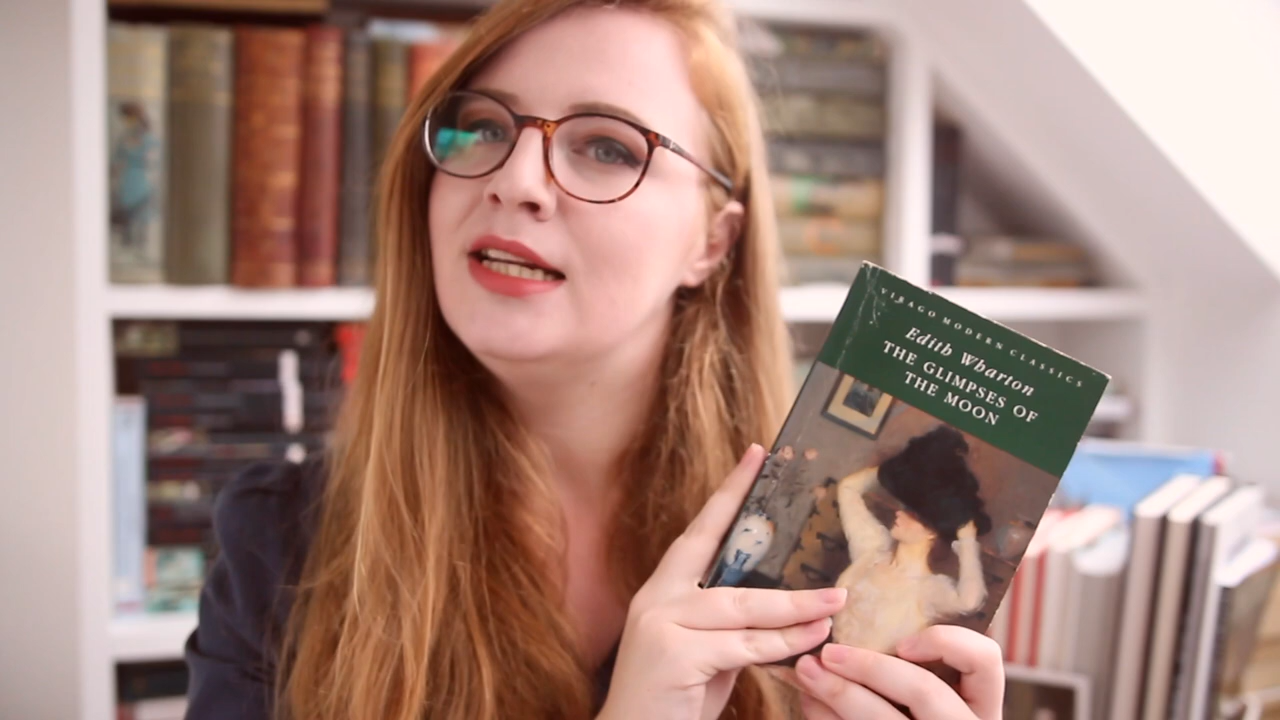 VIRAGO MODERN CLASSICS
Edith Wharton
THE GLIMPSES OF
THE MOON